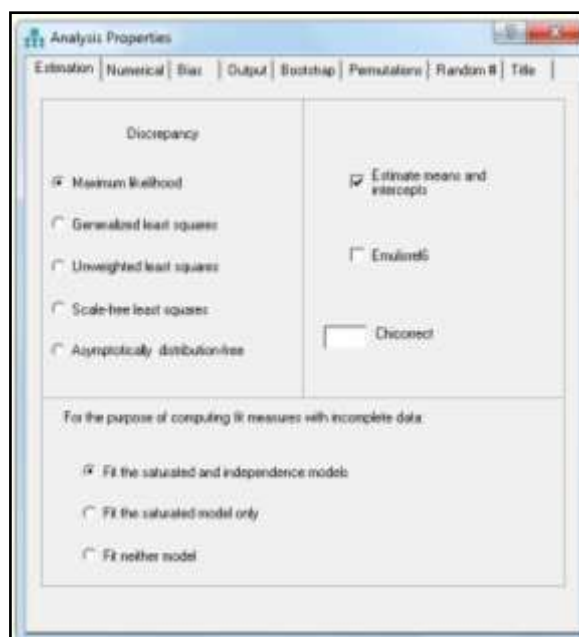 Analysis Properties
Estimation Numerical Bias Output Bootstrap Permutations Random # Title
Discrepancy
Maximum likelihood
Generalized least squares
Unweighted least squares
Scale-free least squares
Asymptotically distribution-free
Estimate means and
intercepts
Emulisrel6
Chicorrect
For the purpose of computing fit measures with incomplete data:
Fit the saturated and independence models
Fit the saturated model only
Fit neither model